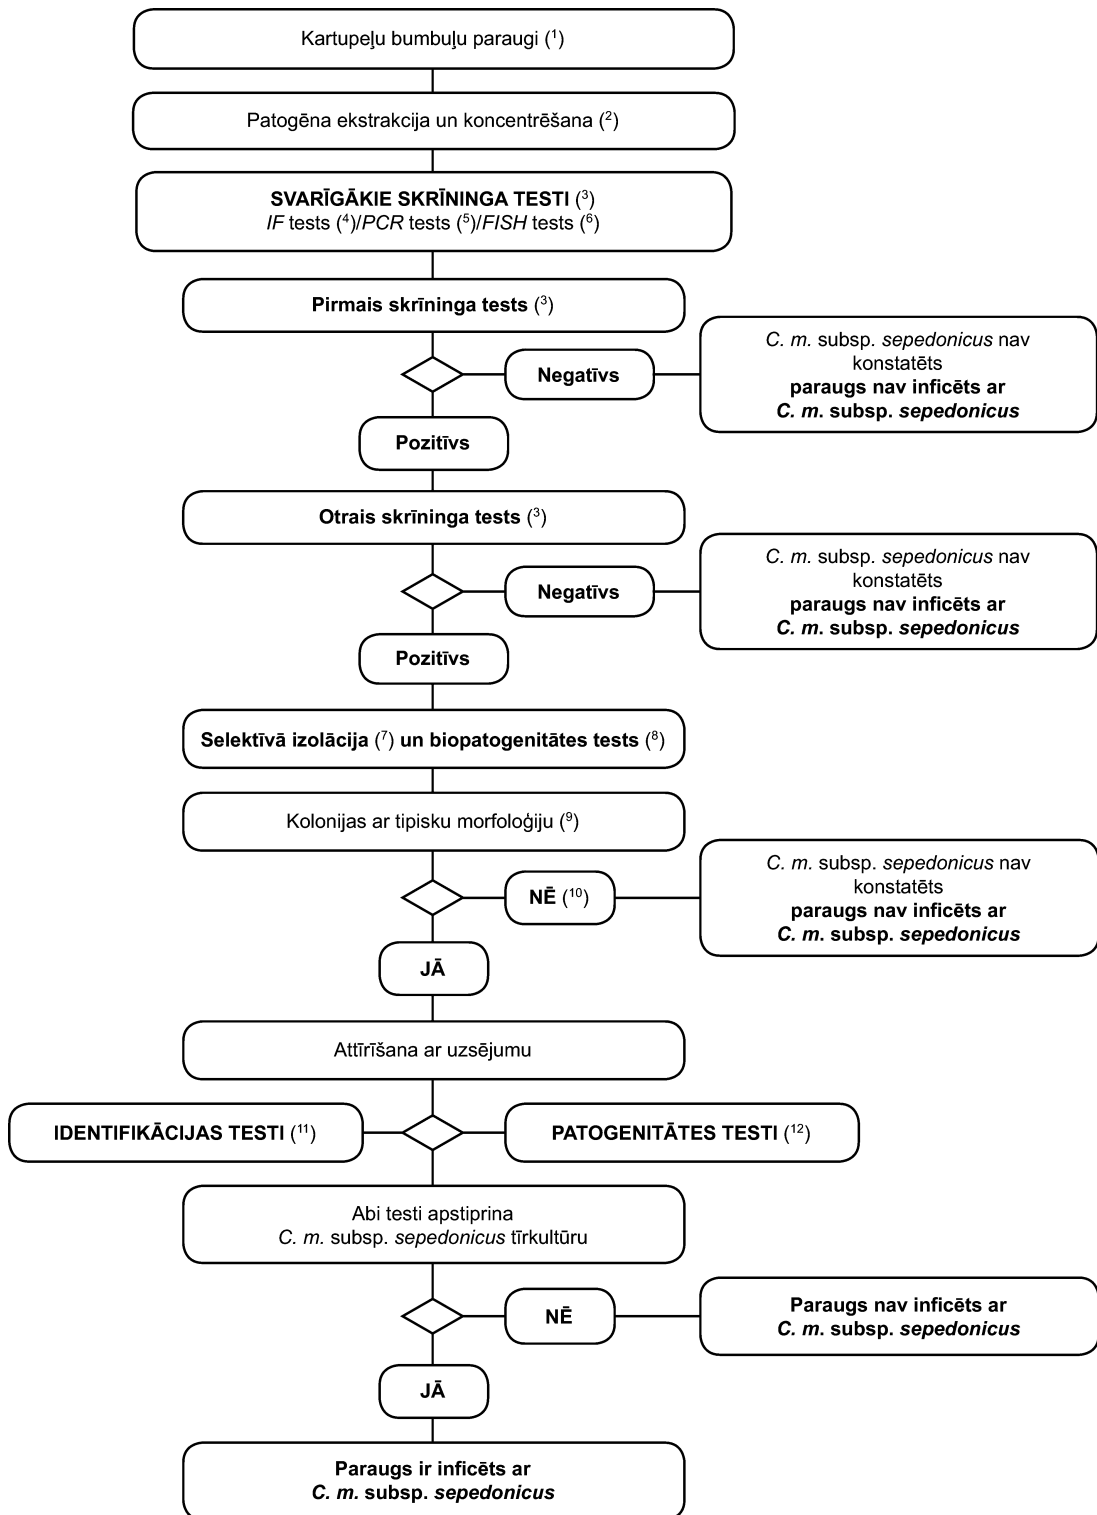 Kartupeļu bumbuļu paraugi (¹)
Patogēna ekstrakcija un koncentrēšana (²)
SVARĪGĀKIE SKRĪNINGA TESTI (³)
IF tests (⁴)/PCR tests (⁵)/FISH tests (⁶)
Pirmais skrīninga tests (³)
Negatīvs
C. m. subsp. sepedonicus nav
konstatēts
paraugs nav inficēts ar
C. m. subsp. sepedonicus
Pozitīvs
Otrais skrīninga tests (³)
Negatīvs
C. m. subsp. sepedonicus nav
konstatēts
paraugs nav inficēts ar
C. m. subsp. sepedonicus
Pozitīvs
Selektīvā izolācija (⁷) un biopatogenitātes tests (⁸)
Kolonijas ar tipisku morfoloģiju (⁹)
NĒ (¹⁰)
C. m. subsp. sepedonicus nav
konstatēts
paraugs nav inficēts ar
C. m. subsp. sepedonicus
JĀ
Attīrīšana ar uzsējumu
IDENTIFIKĀCIJAS TESTI (¹¹)
PATOGENITĀTES TESTI (¹²)
Abi testi apstiprina
C. m. subsp. sepedonicus tīrkultūru
NĒ
Paraugs nav inficēts ar
C. m. subsp. sepedonicus
JĀ
Paraugs ir inficēts ar
C. m. subsp. sepedonicus